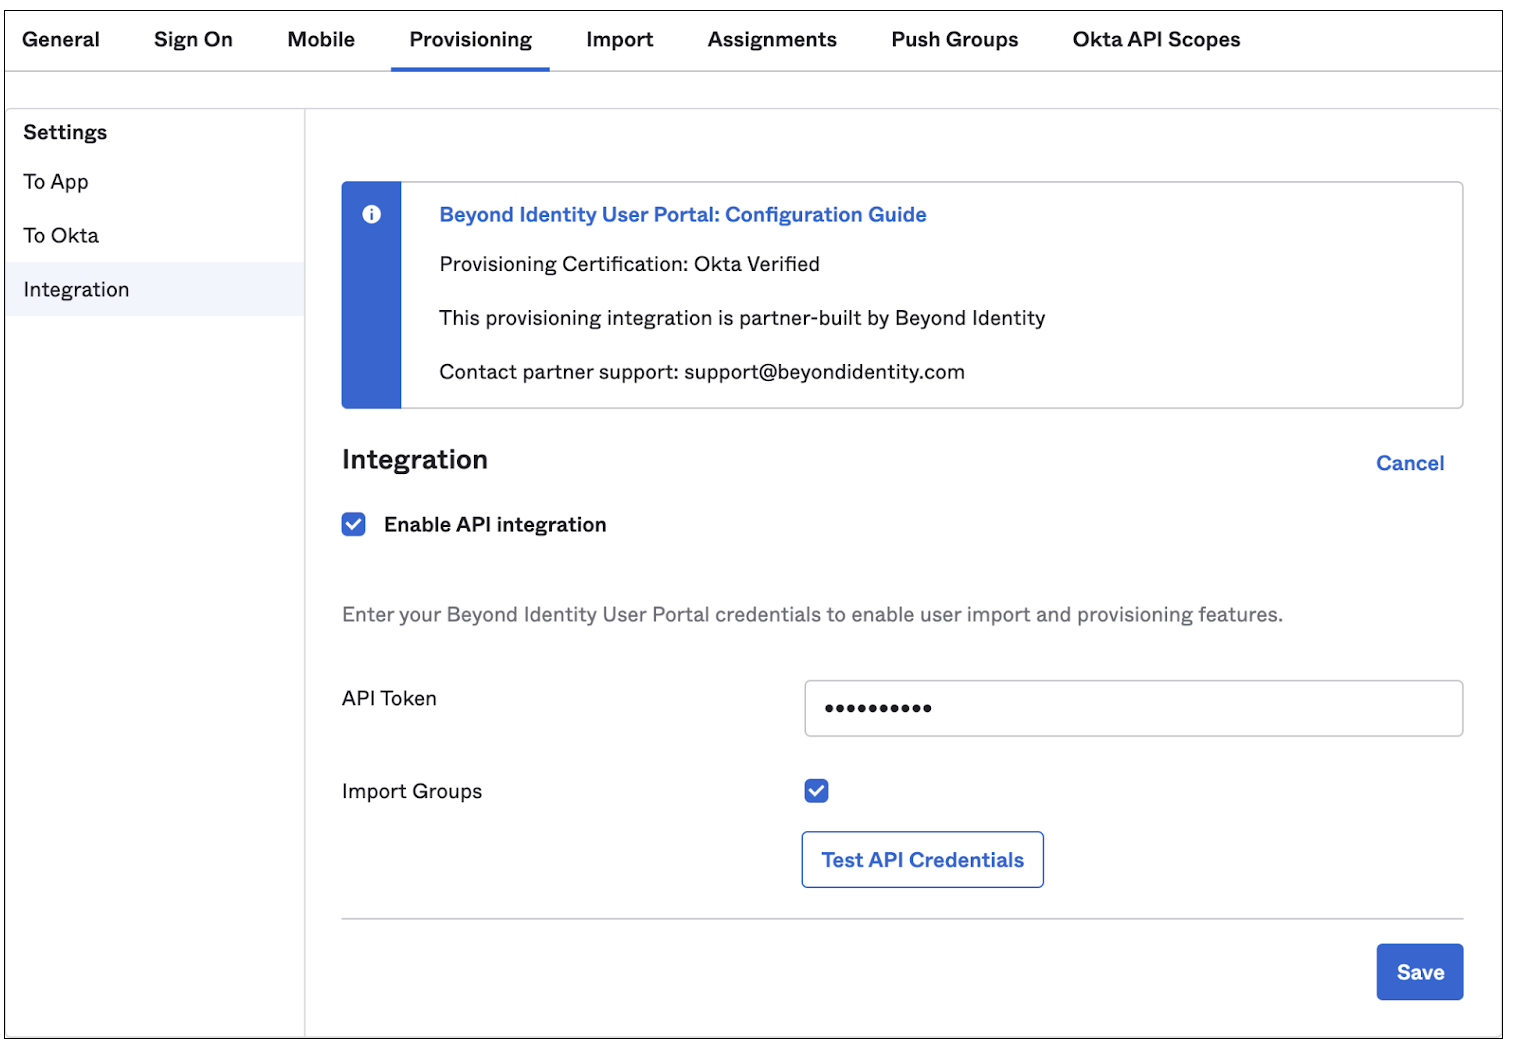 General Sign On Mobile Provisioning Import Assignments Push Groups Okta API Scopes
Settings
To App
To Okta
Integration
Beyond Identity User Portal: Configuration Guide
Provisioning Certification: Okta Verified
This provisioning integration is partner-built by Beyond Identity
Contact partner support: support@beyondidentity.com
Integration
Cancel
Enable API integration
Enter your Beyond Identity User Portal credentials to enable user import and provisioning features.
API Token
••••••••••
Import Groups
Test API Credentials
Save